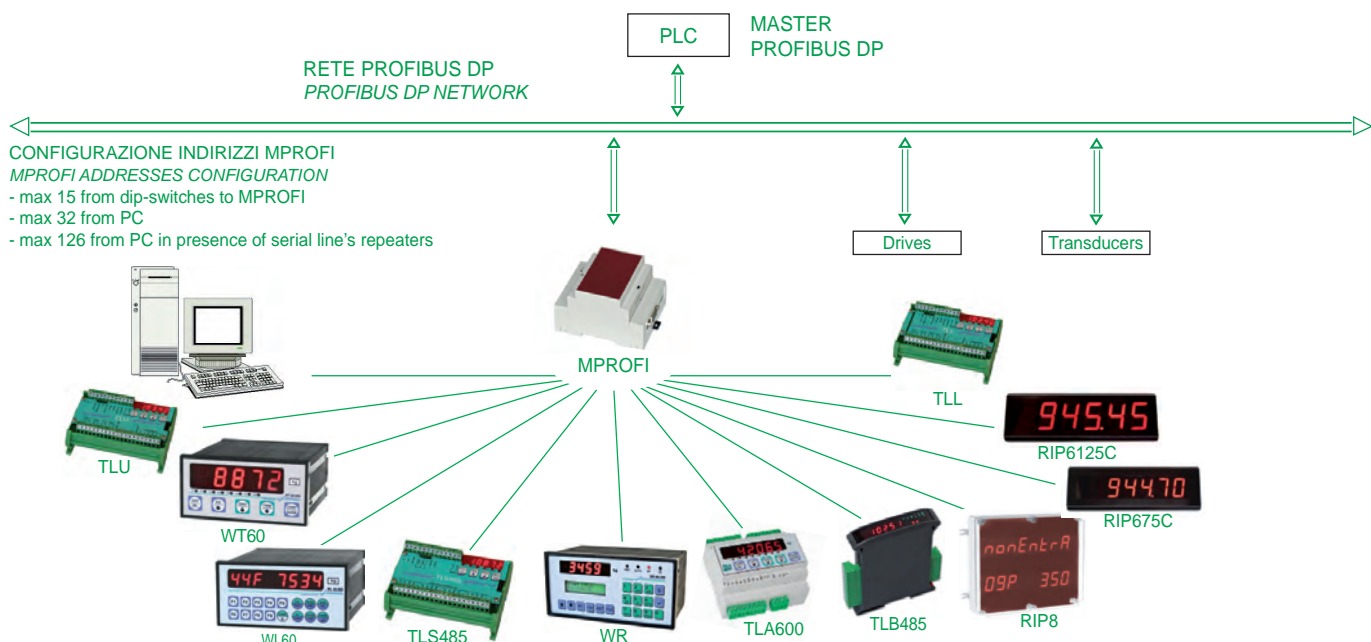 PLC
MASTER
PROFIBUS DP
RETE PROFIBUS DP
PROFIBUS DP NETWORK
CONFIGURAZIONE INDIRIZZI MPROFI
MPROFI ADDRESSES CONFIGURATION
- max 15 from dip-switches to MPROFI
- max 32 from PC
- max 126 from PC in presence of serial line's repeaters
Drives
Transducers
MPROFI
TLL
945.45
RIP6125C
TLU
8872
WT60
944.70
RIP675C
44F 7534
WL60
TLS485
3459
WR
42065
TLA600
10251
TLB485
nonEntrA
09P 350
RIP8